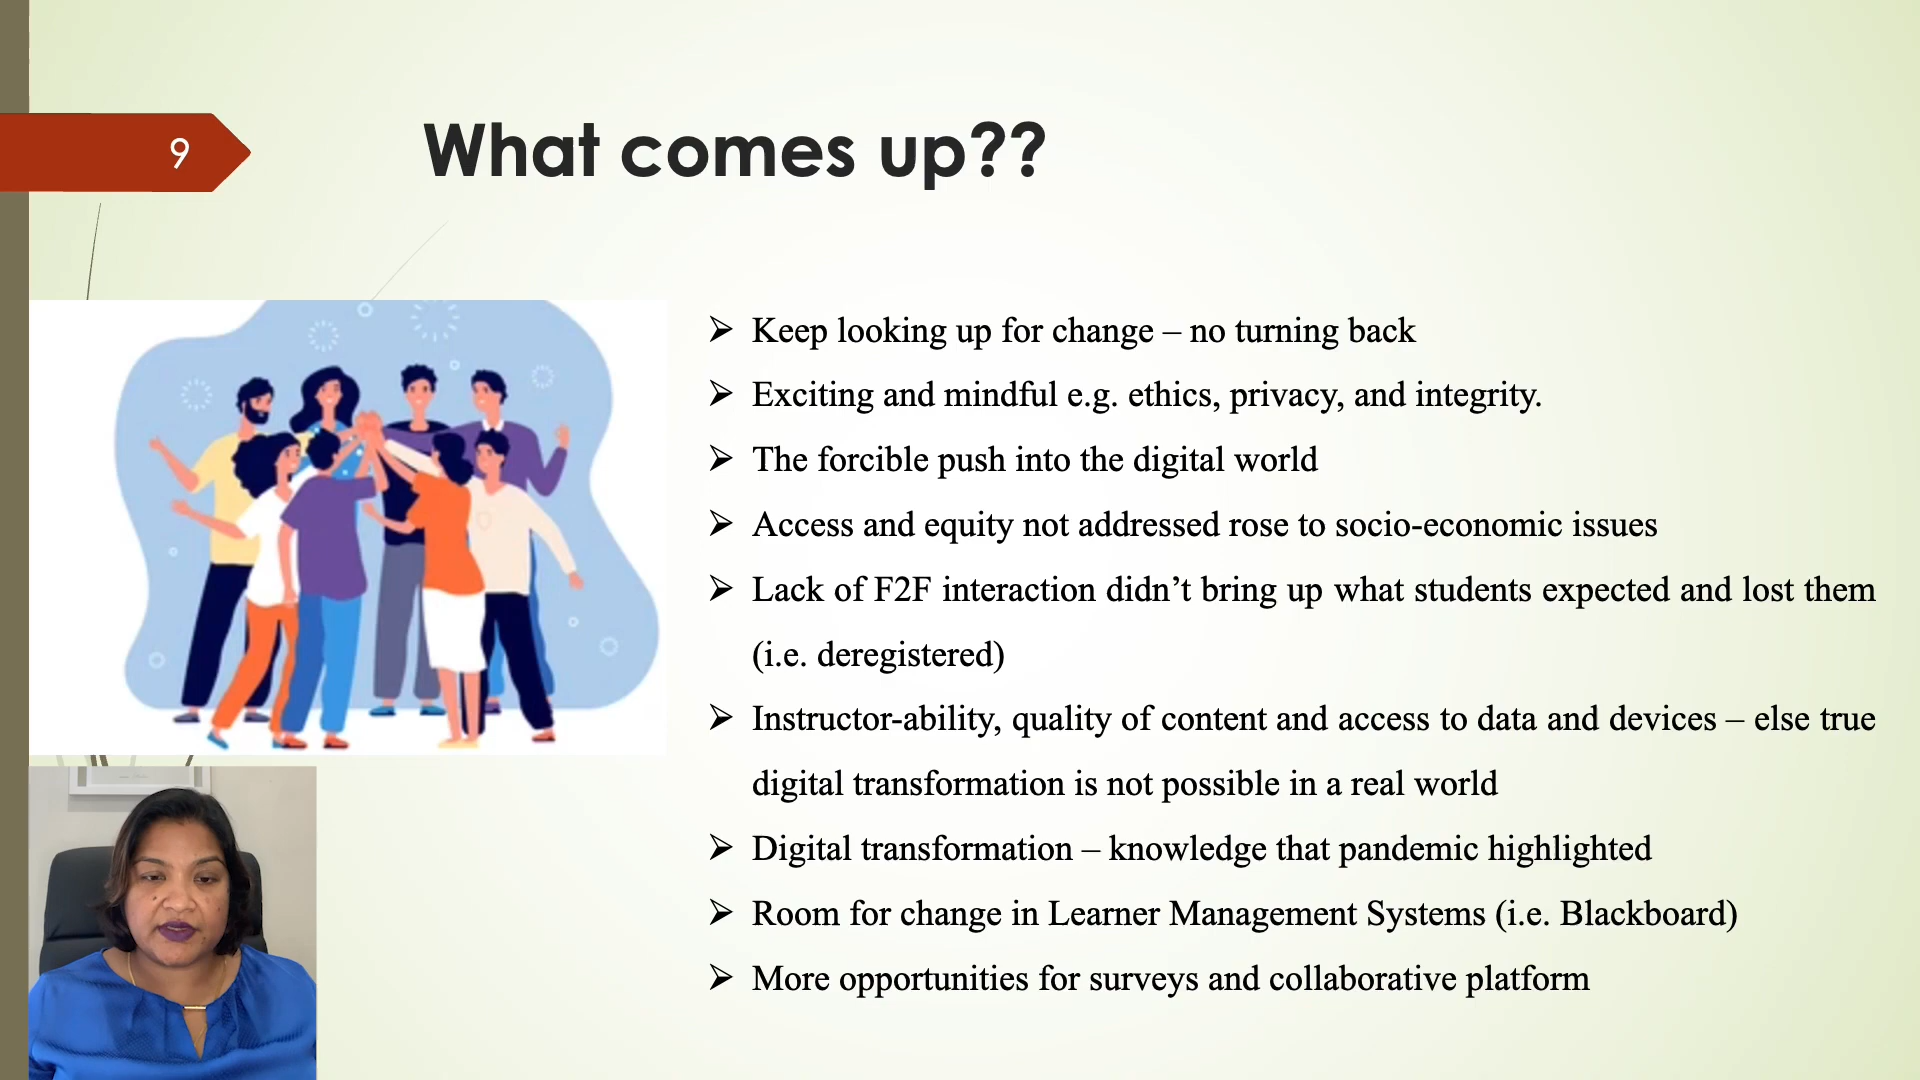 9
What comes up??
➢ Keep looking up for change – no turning back
➢ Exciting and mindful e.g. ethics, privacy, and integrity.
➢ The forcible push into the digital world
➢ Access and equity not addressed rose to socio-economic issues
➢ Lack of F2F interaction didn’t bring up what students expected and lost them
(i.e. deregistered)
➢ Instructor-ability, quality of content and access to data and devices – else true
digital transformation is not possible in a real world
➢ Digital transformation – knowledge that pandemic highlighted
➢ Room for change in Learner Management Systems (i.e. Blackboard)
➢ More opportunities for surveys and collaborative platform